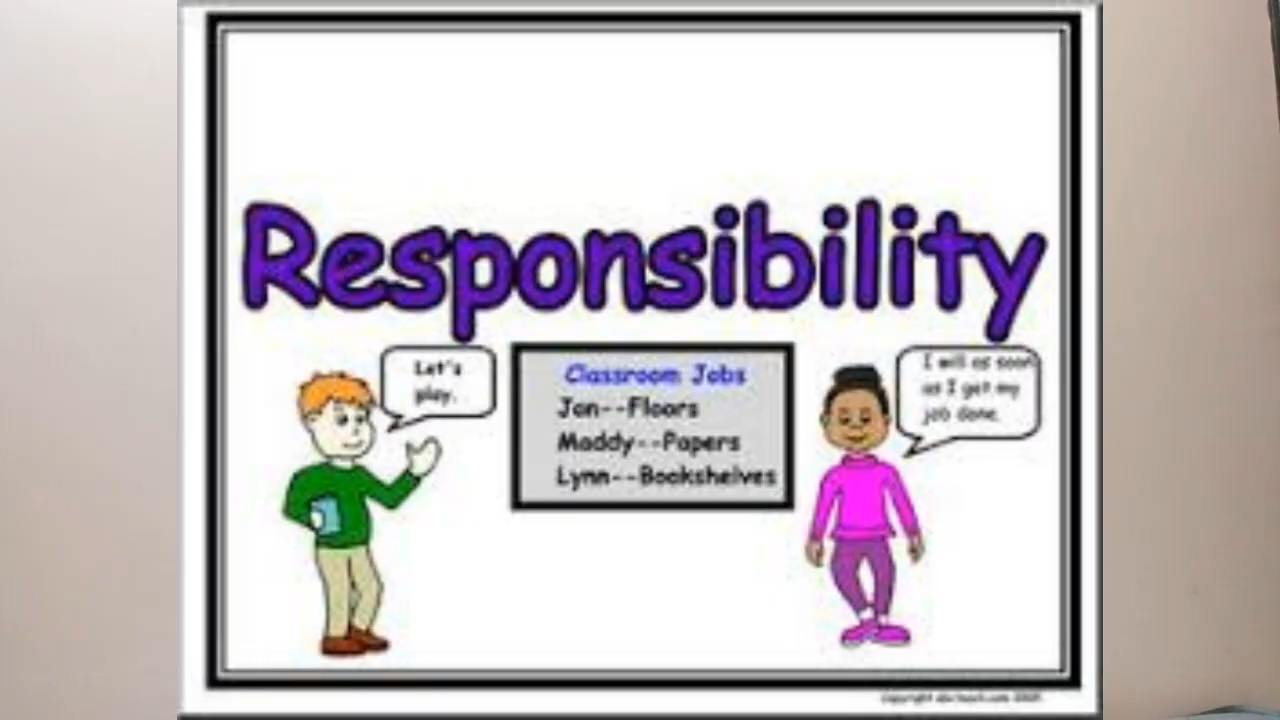 Responsibility
Let's
play.
Classroom Jobs
Jon--Floors
Maddy--Papers
Lynn--Bookshelves
I will as soon
as I get my
job done.